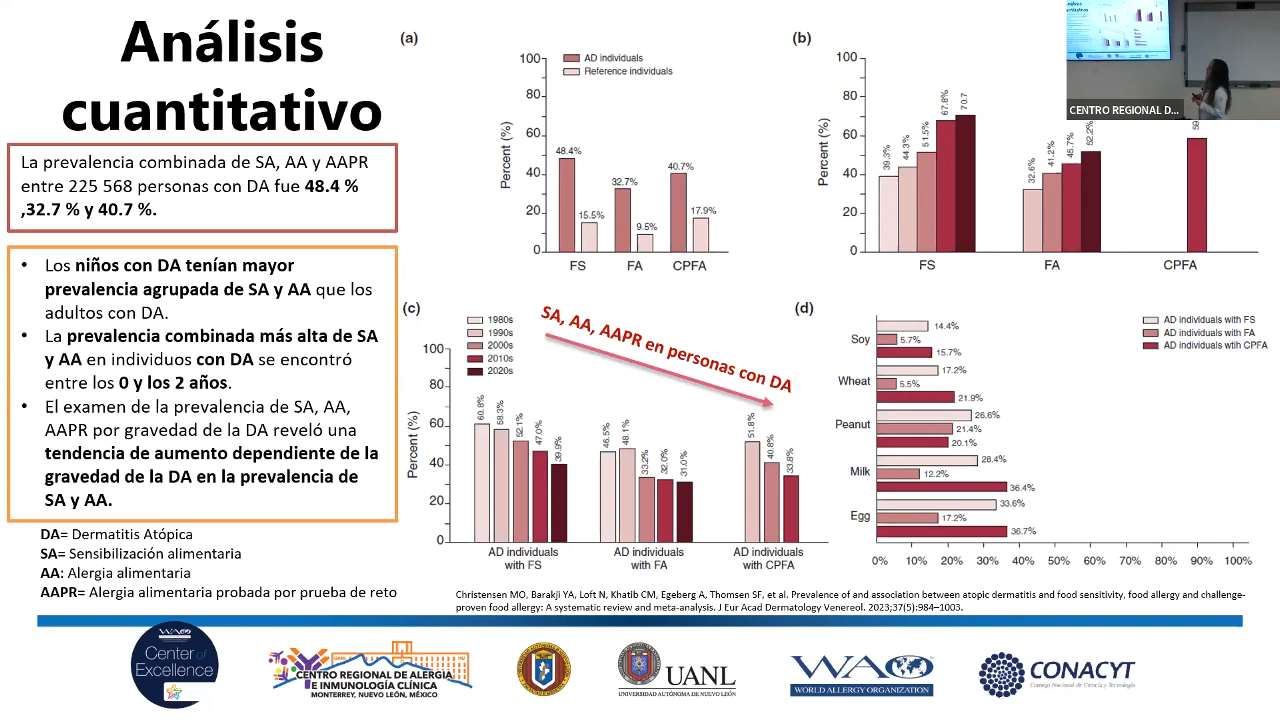 Análisis
cuantitativo
La prevalencia combinada de SA, AA y AAPR
entre 225 568 personas con DA fue 48.4 %
,32.7 % y 40.7 %.
• Los niños con DA tenían mayor
prevalencia agrupada de SA y AA que los
adultos con DA.
• La prevalencia combinada más alta de SA
y AA en individuos con DA se encontró
entre los 0 y los 2 años.
• El examen de la prevalencia de SA, AA,
AAPR por gravedad de la DA reveló una
tendencia de aumento dependiente de la
gravedad de la DA en la prevalencia de
SA y AA.
DA= Dermatitis Atópica
SA= Sensibilización alimentaria
AA: Alergia alimentaria
AAPR= Alergia alimentaria probada por prueba de reto
(a)
AD individuals
Reference individuals
Percent (%)
100
80
60
40
20
0
48.4%
15.5%
32.7%
9.5%
40.7%
17.9%
FS
FA
CPFA
(b)
Percent (%)
100
80
60
40
20
0
39.3%
44.3%
51.5%
67.8%
70.7
32.6%
41.2%
45.7%
52.2%
59
FS
FA
CPFA
CENTRO REGIONAL D...
(c)
1980s
1990s
2000s
2010s
2020s
SA, AA, AAPR en personas con DA
Percent (%)
100
80
60
40
20
0
60.8%
58.3%
52.1%
47.0%
39.9%
46.5%
48.1%
33.2%
32.0%
31.0%
51.8%
40.8%
33.8%
AD individuals
with FS
AD individuals
with FA
AD individuals
with CPFA
(d)
AD individuals with FS
AD individuals with FA
AD individuals wtih CPFA
Soy
14.4%
5.7%
15.7%
Wheat
17.2%
5.5%
21.9%
Peanut
26.6%
21.4%
20.1%
Milk
28.4%
12.2%
36.4%
Egg
33.6%
17.2%
36.7%
0% 10% 20% 30% 40% 50% 60% 70% 80% 90% 100%
Christensen MO, Barakji YA, Loft N, Khatib CM, Egeberg A, Thomsen SF, et al. Prevalence of and association between atopic dermatitis and food sensitivity, food allergy and challenge-
proven food allergy: A systematic review and meta-analysis. J Eur Acad Dermatology Venereol. 2023;37(5):984–1003.
WAO
Center of
Excellence
UANL
CENTRO REGIONAL DE ALERGIA
E INMUNOLOGÍA CLÍNICA
MONTERREY, NUEVO LEÓN, MÉXICO
UANL
UNIVERSIDAD AUTÓNOMA DE NUEVO LEÓN
WAO
WORLD ALLERGY ORGANIZATION
CONACYT
Consejo Nacional de Ciencia y Tecnología